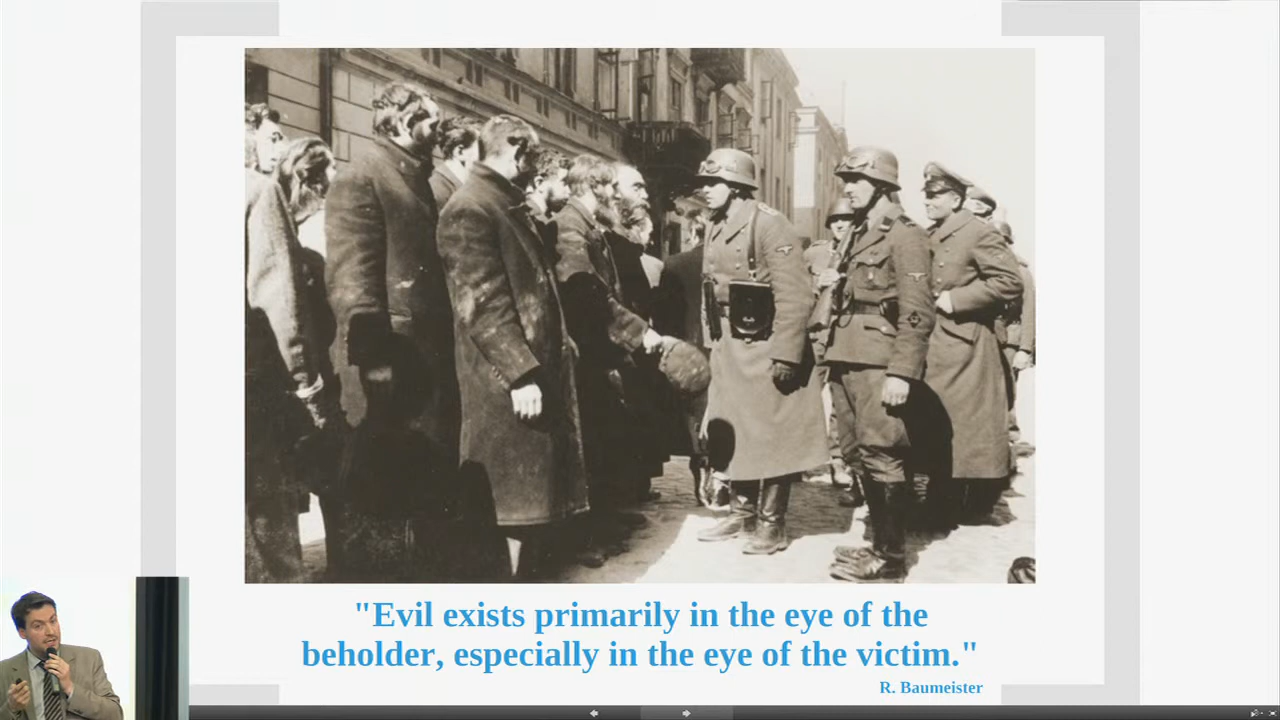 "Evil exists primarily in the eye of the
beholder, especially in the eye of the victim."
R. Baumeister